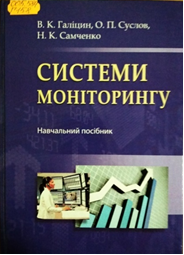 В. К. Галіцин, О. П. Суслов,
Н. К. Самченко
СИСТЕМИ
МОНІТОРИНГУ
Навчальний посібник